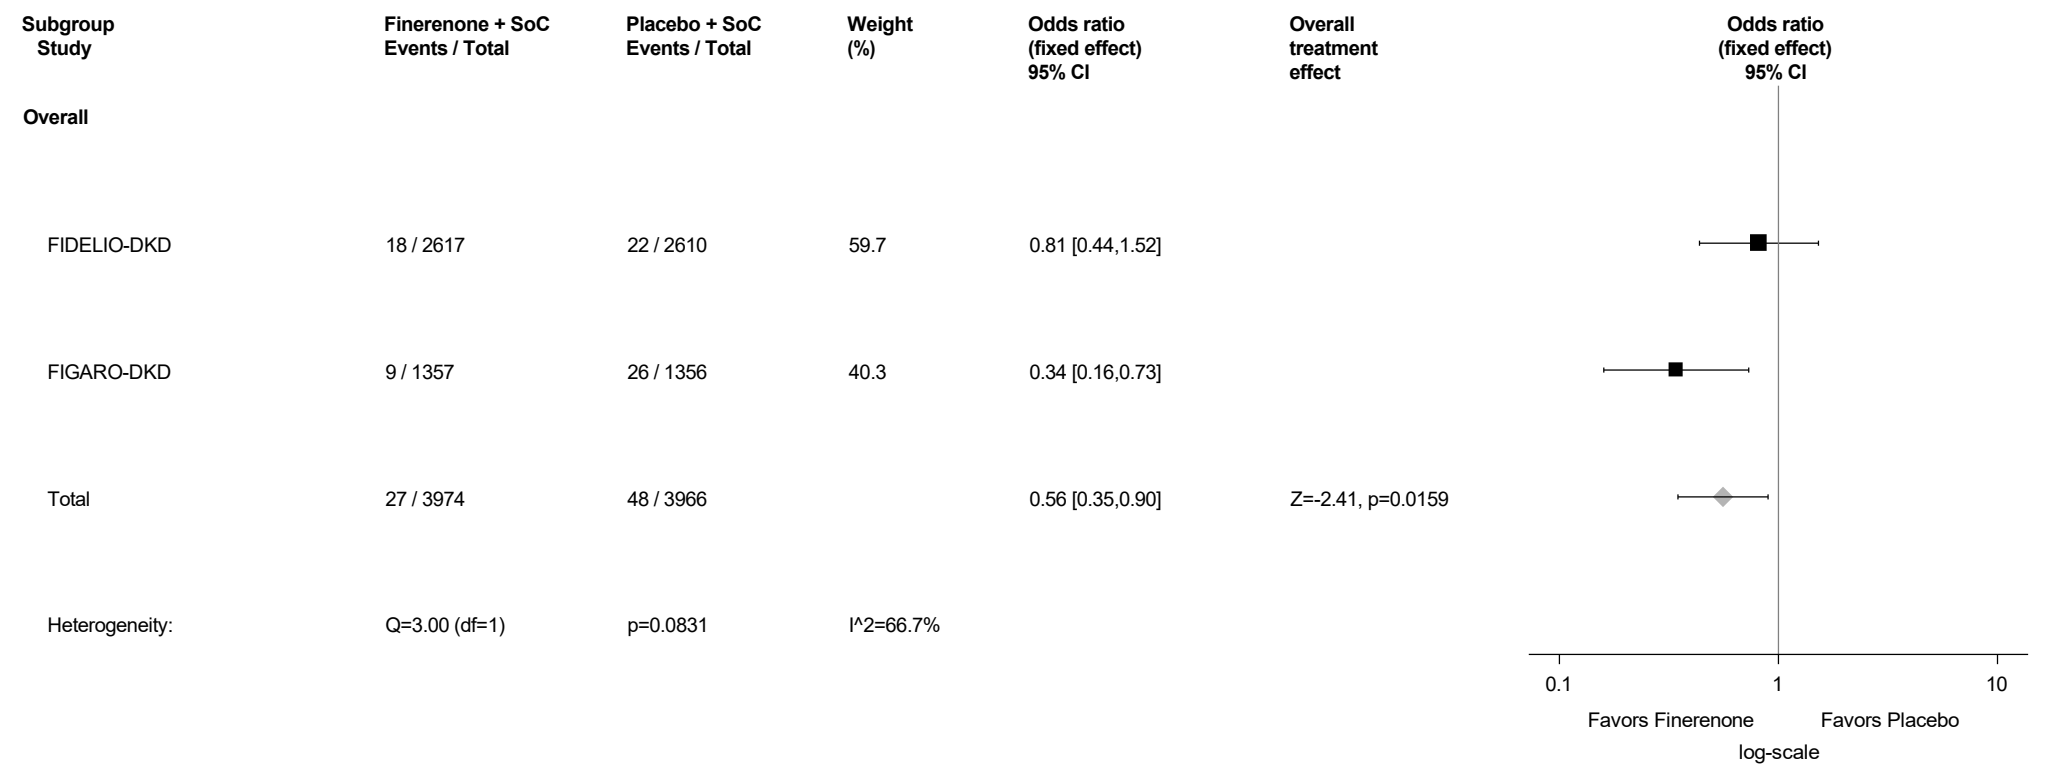 Subgroup Finerenone + SoC Placebo + SoC Weight Odds ratio Overall Odds ratio
Study Events / Total Events / Total (%) (fixed effect) treatment (fixed effect)
95% CI effect 95% CI
Overall
FIDELIO-DKD 18 / 2617 22 / 2610 59.7 0.81 [0.44,1.52]
FIGARO-DKD 9 / 1357 26 / 1356 40.3 0.34 [0.16,0.73]
Total 27 / 3974 48 / 3966 0.56 [0.35,0.90] Z=-2.41, p=0.0159
Heterogeneity: Q=3.00 (df=1) p=0.0831 I^2=66.7%
0.1 1 10
Favors Finerenone Favors Placebo
log-scale